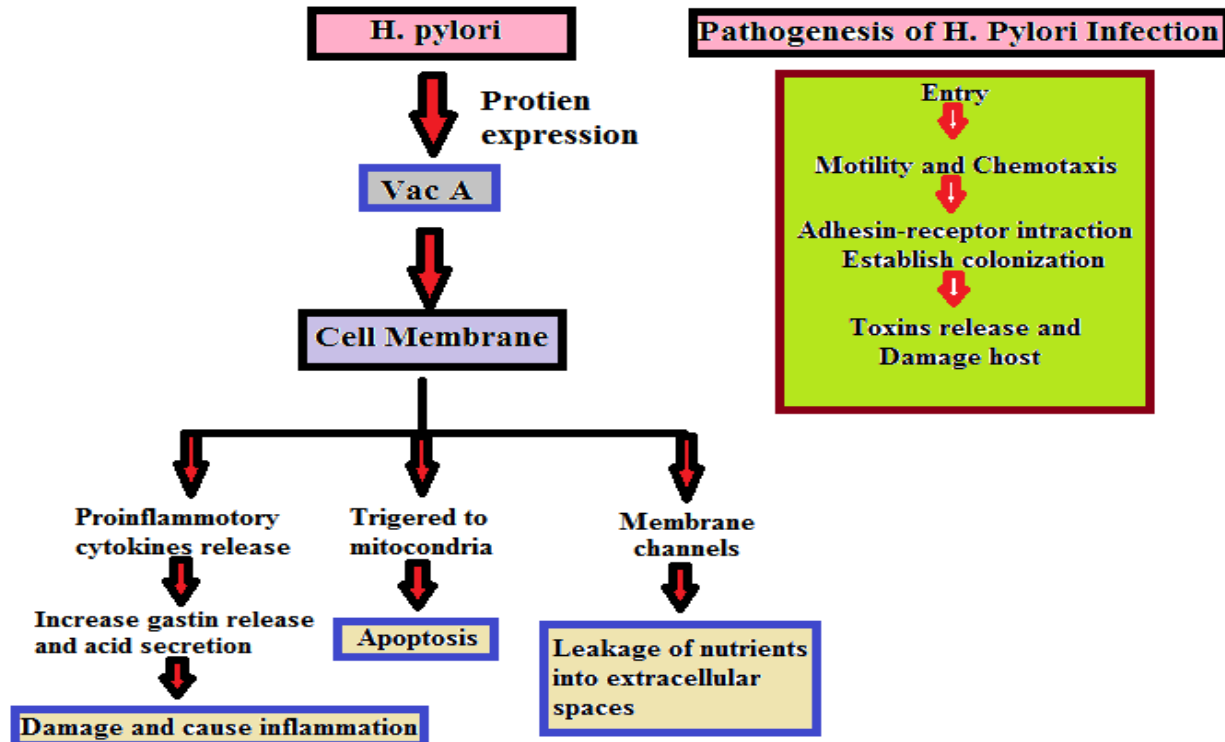 H. pylori
Protien
expression
Vac A
Cell Membrane
Proinflammotory
cytokines release
Increase gastin release
and acid secretion
Damage and cause inflammation
Trigered to
mitocondria
Apoptosis
Membrane
channels
Leakage of nutrients
into extracellular
spaces
Pathogenesis of H. Pylori Infection
Entry
Motility and Chemotaxis
Adhesin-receptor intraction
Establish colonization
Toxins release and
Damage host